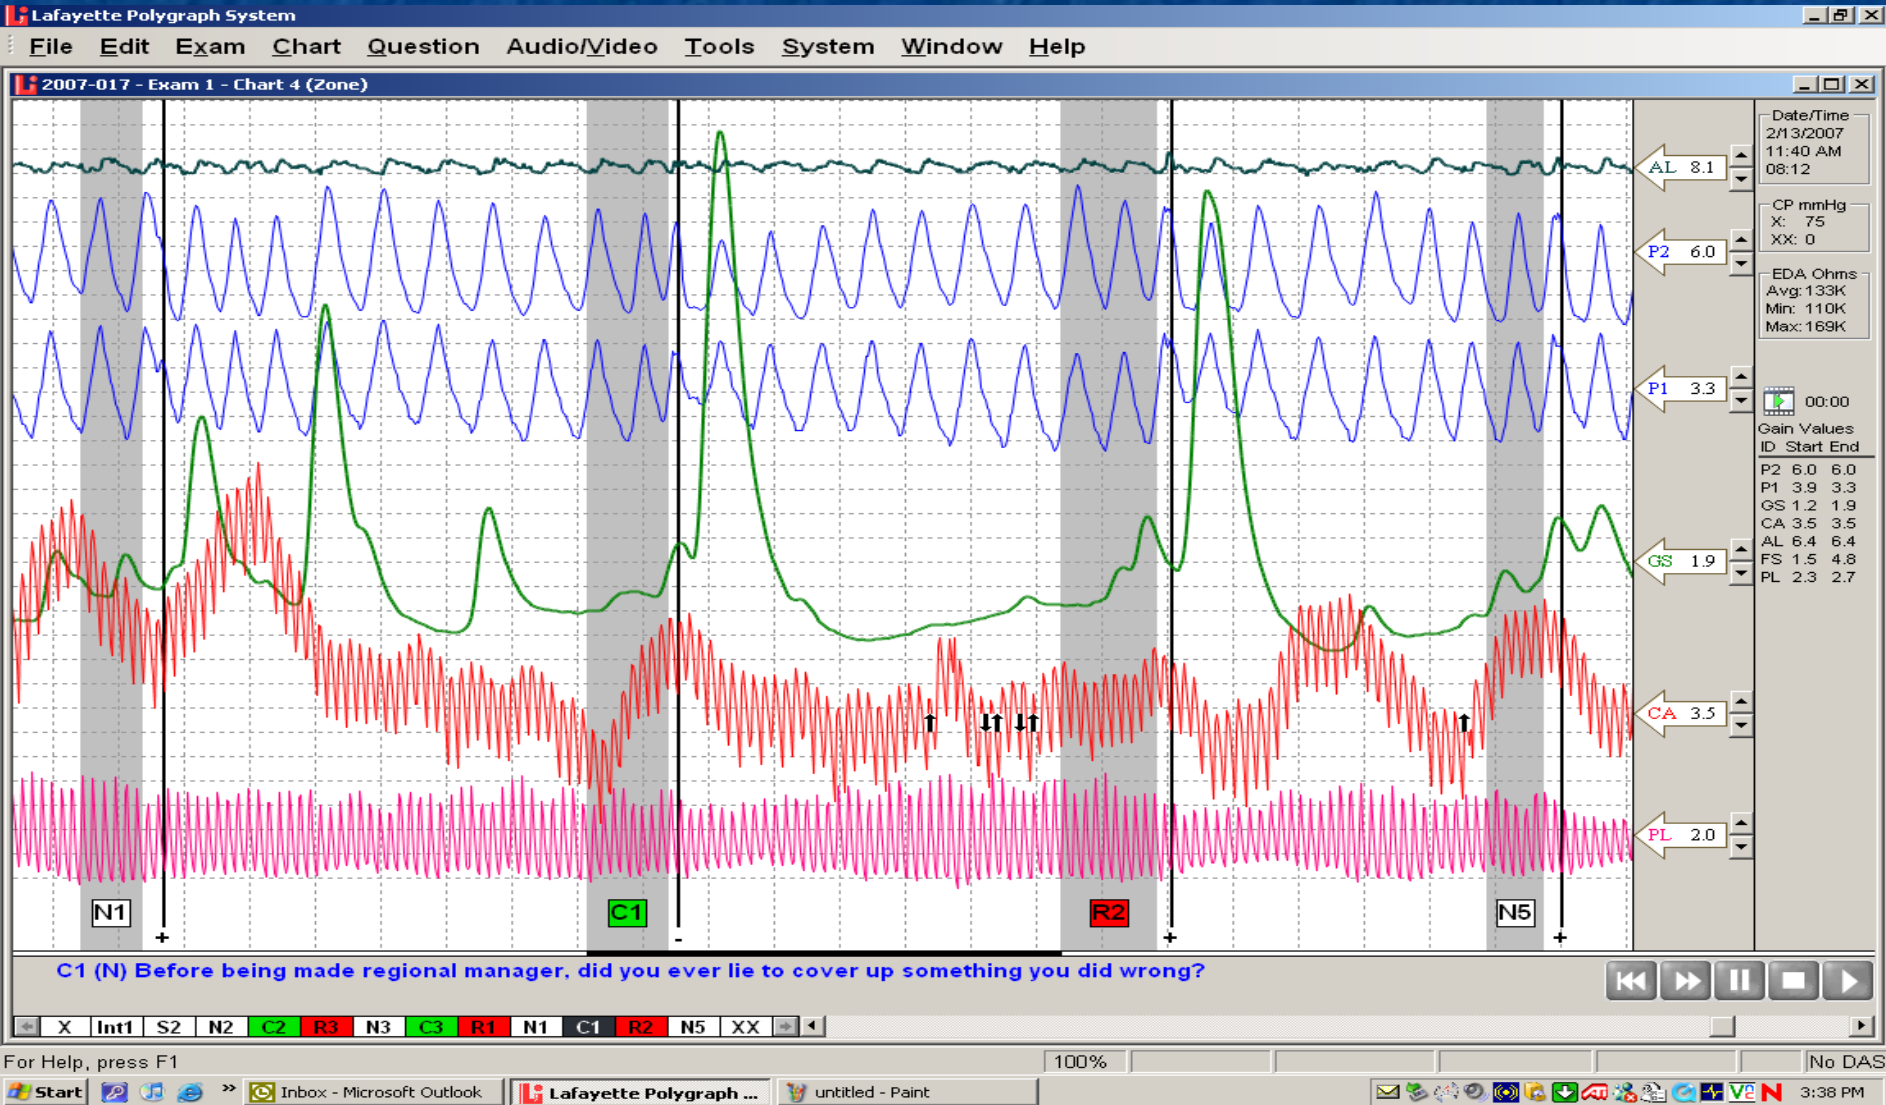 Lafayette Polygraph System
File Edit Exam Chart Question Audio/Video Tools System Window Help
2007-017 - Exam 1 - Chart 4 (Zone)
Date/Time
2/13/2007
11:40 AM
08:12
CP mmHg
X: 75
XX: 0
EDA Ohms
Avg: 133K
Min: 110K
Max: 169K
00:00
Gain Values
ID Start End
P2 6.0 6.0
P1 3.9 3.3
GS 1.2 1.9
CA 3.5 3.5
AL 6.4 6.4
FS 1.5 4.8
PL 2.3 2.7
AL 8.1
P2 6.0
P1 3.3
GS 1.9
CA 3.5
PL 2.0
N1 C1 R2 N5
+ - + +
C1 (N) Before being made regional manager, did you ever lie to cover up something you did wrong?
X Int1 S2 N2 C2 R3 N3 C3 R1 N1 C1 R2 N5 XX
For Help, press F1 100% No DAS
Start » Inbox - Microsoft Outlook Lafayette Polygraph ... untitled - Paint 3:38 PM